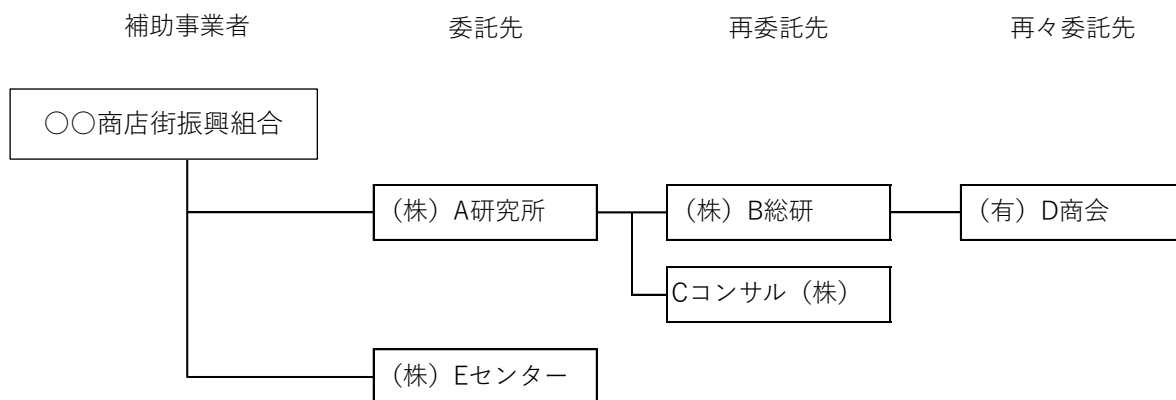 補助事業者
委託先
再委託先
再々委託先
○○商店街振興組合
（株）A研究所
（株）B総研
（有）D商会
Cコンサル（株）
（株）Eセンター